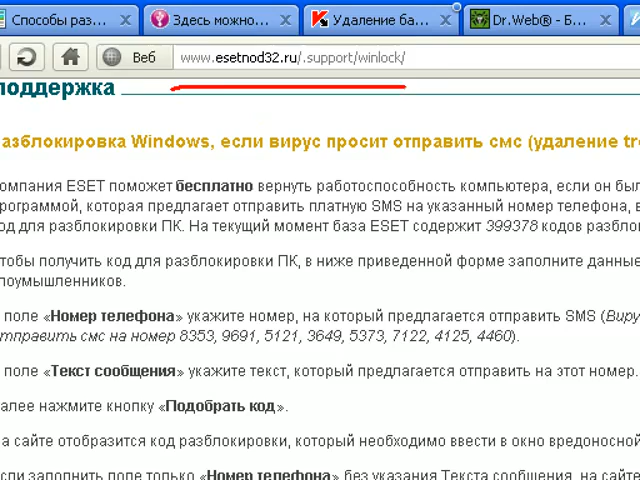 Способы раз...
Здесь можно...
Удаление ба...
Dr.Web® - Б...
Веб
www.esetnod32.ru/.support/winlock/
поддержка
азблокировка Windows, если вирус просит отправить смс (удаление tro
омпания ESET поможет бесплатно вернуть работоспособность компьютера, если он был
рограммой, которая предлагает отправить платную SMS на указанный номер телефона, в
од для разблокировки ПК. На текущий момент база ESET содержит 399378 кодов разбло
тобы получить код для разблокировки ПК, в ниже приведенной форме заполните данные
лоумышленников.
поле «Номер телефона» укажите номер, на который предлагается отправить SMS (Виру
тправить смс на номер 8353, 9691, 5121, 3649, 5373, 7122, 4125, 4460).
поле «Текст сообщения» укажите текст, который предлагается отправить на этот номер.
алее нажмите кнопку «Подобрать код».
а сайте отобразится код разблокировки, который необходимо ввести в окно вредоносной
сли заполнить поле только «Номер телефона» без указания Текста сообщения, на сайте